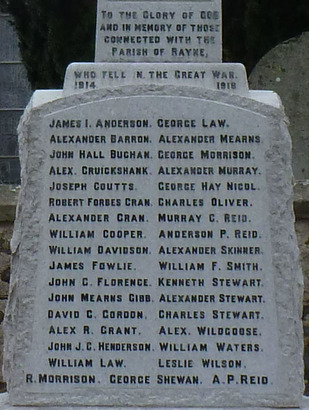 TO THE GLORY OF GOD
AND IN MEMORY OF THOSE
CONNECTED WITH THE
PARISH OF RAYNE,
WHO FELL IN THE GREAT WAR.
1914 1918
JAMES I. ANDERSON. GEORGE LAW.
ALEXANDER BARRON. ALEXANDER MEARNS.
JOHN HALL BUCHAN. GEORGE MORRISON.
ALEX. CRUICKSHANK. ALEXANDER MURRAY.
JOSEPH COUTTS. GEORGE HAY NICOL.
ROBERT FORBES CRAN. CHARLES OLIVER.
ALEXANDER CRAN. MURRAY C. REID.
WILLIAM COOPER. ANDERSON P. REID.
WILLIAM DAVIDSON. ALEXANDER SKINNER.
JAMES FOWLIE. WILLIAM F. SMITH.
JOHN C. FLORENCE. KENNETH STEWART.
JOHN MEARNS GIBB. ALEXANDER STEWART.
DAVID C. GORDON. CHARLES STEWART.
ALEX R. GRANT. ALEX. WILDGOOSE.
JOHN J. C. HENDERSON. WILLIAM WATERS.
WILLIAM LAW. LESLIE WILSON.
R. MORRISON. GEORGE SHEWAN. A. P. REID.